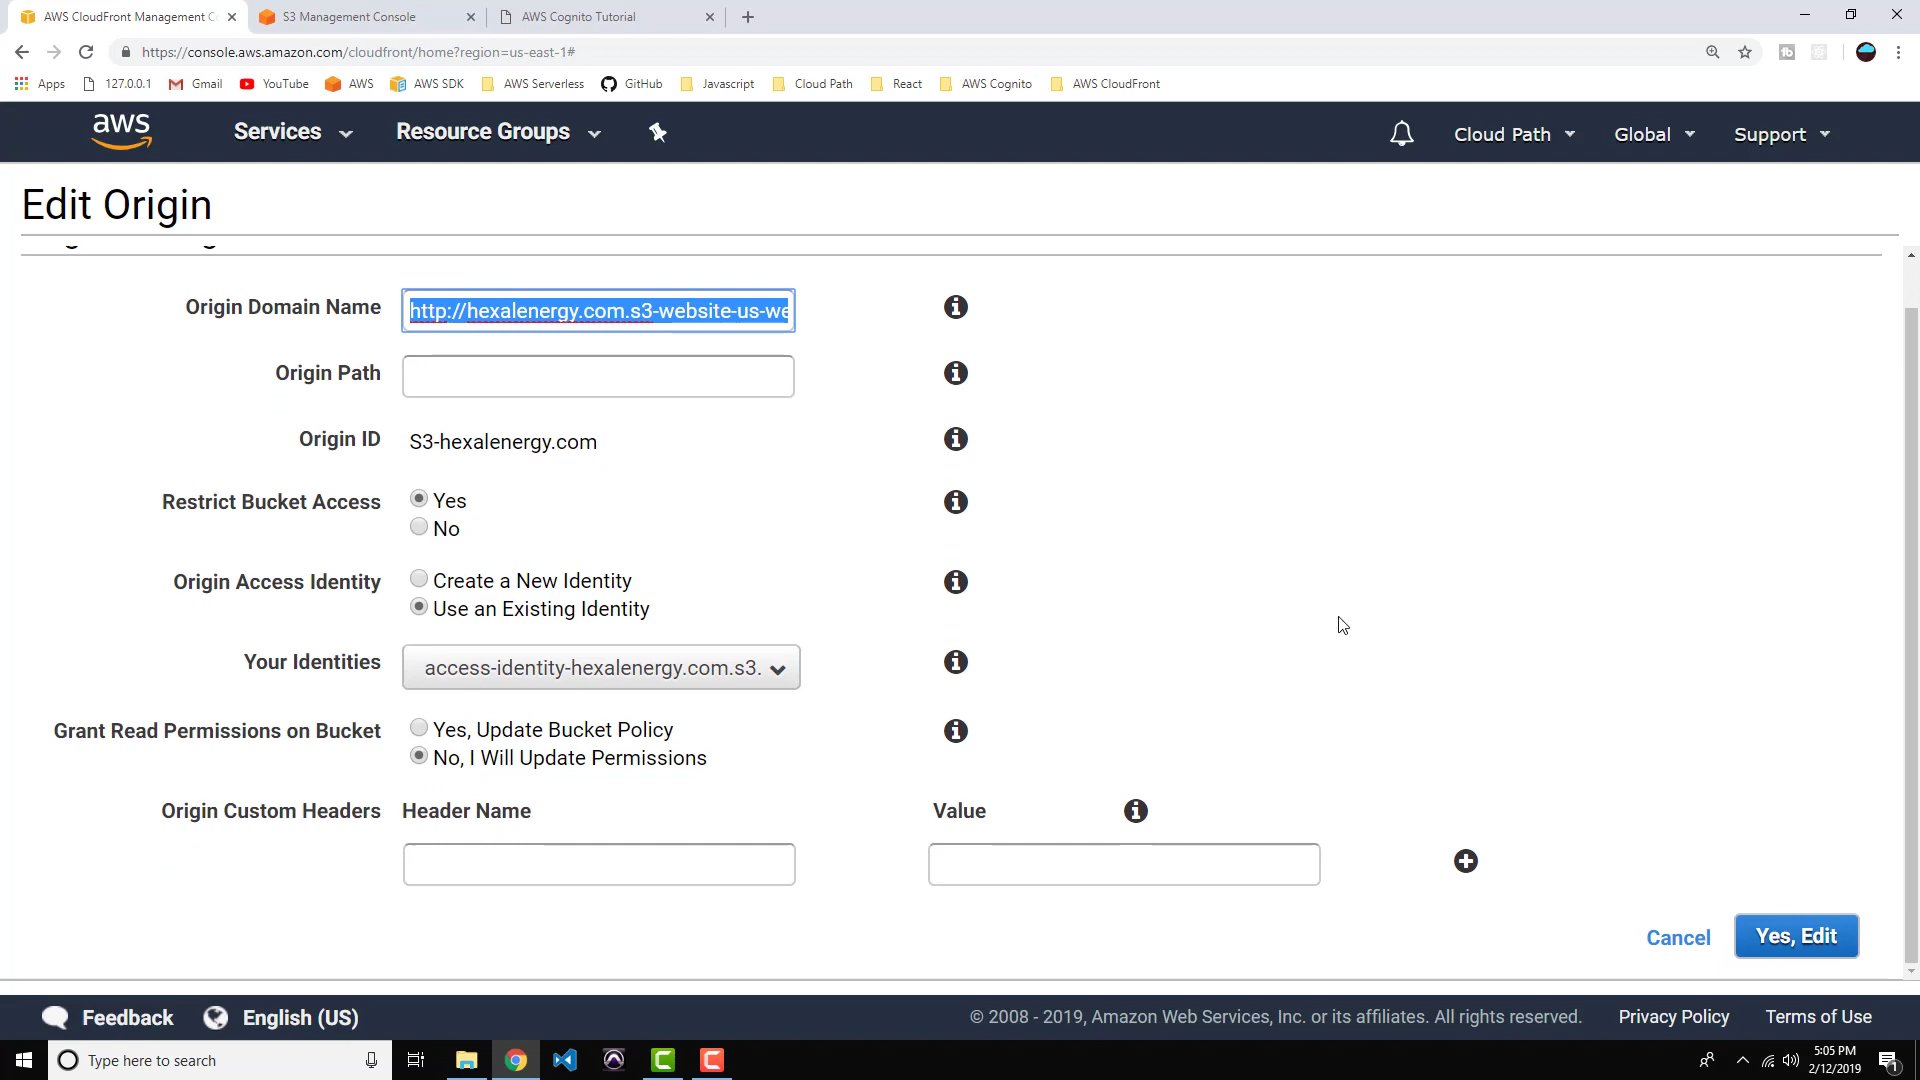 AWS CloudFront Management Co
S3 Management Console
AWS Cognito Tutorial
https://console.aws.amazon.com/cloudfront/home?region=us-east-1#
Apps 127.0.0.1 Gmail YouTube AWS AWS SDK AWS Serverless GitHub Javascript Cloud Path React AWS Cognito AWS CloudFront
aws Services Resource Groups Cloud Path Global Support
Edit Origin
Origin Domain Name http://hexalenergy.com.s3-website-us-we
Origin Path
Origin ID S3-hexalenergy.com
Restrict Bucket Access Yes
No
Origin Access Identity Create a New Identity
Use an Existing Identity
Your Identities access-identity-hexalenergy.com.s3.
Grant Read Permissions on Bucket Yes, Update Bucket Policy
No, I Will Update Permissions
Origin Custom Headers Header Name Value
Cancel Yes, Edit
Feedback English (US) © 2008 - 2019, Amazon Web Services, Inc. or its affiliates. All rights reserved. Privacy Policy Terms of Use
Type here to search
5:05 PM
2/12/2019
1